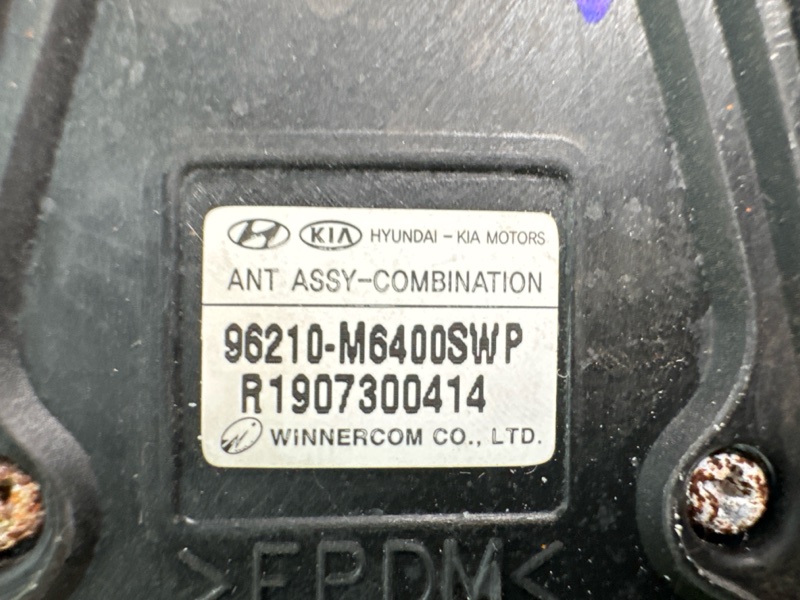 KIA HYUNDAI - KIA MOTORS
ANT ASSY-COMBINATION
96210-M6400SWP
R1907300414
WINNERCOM CO., LTD.
>EPDM<